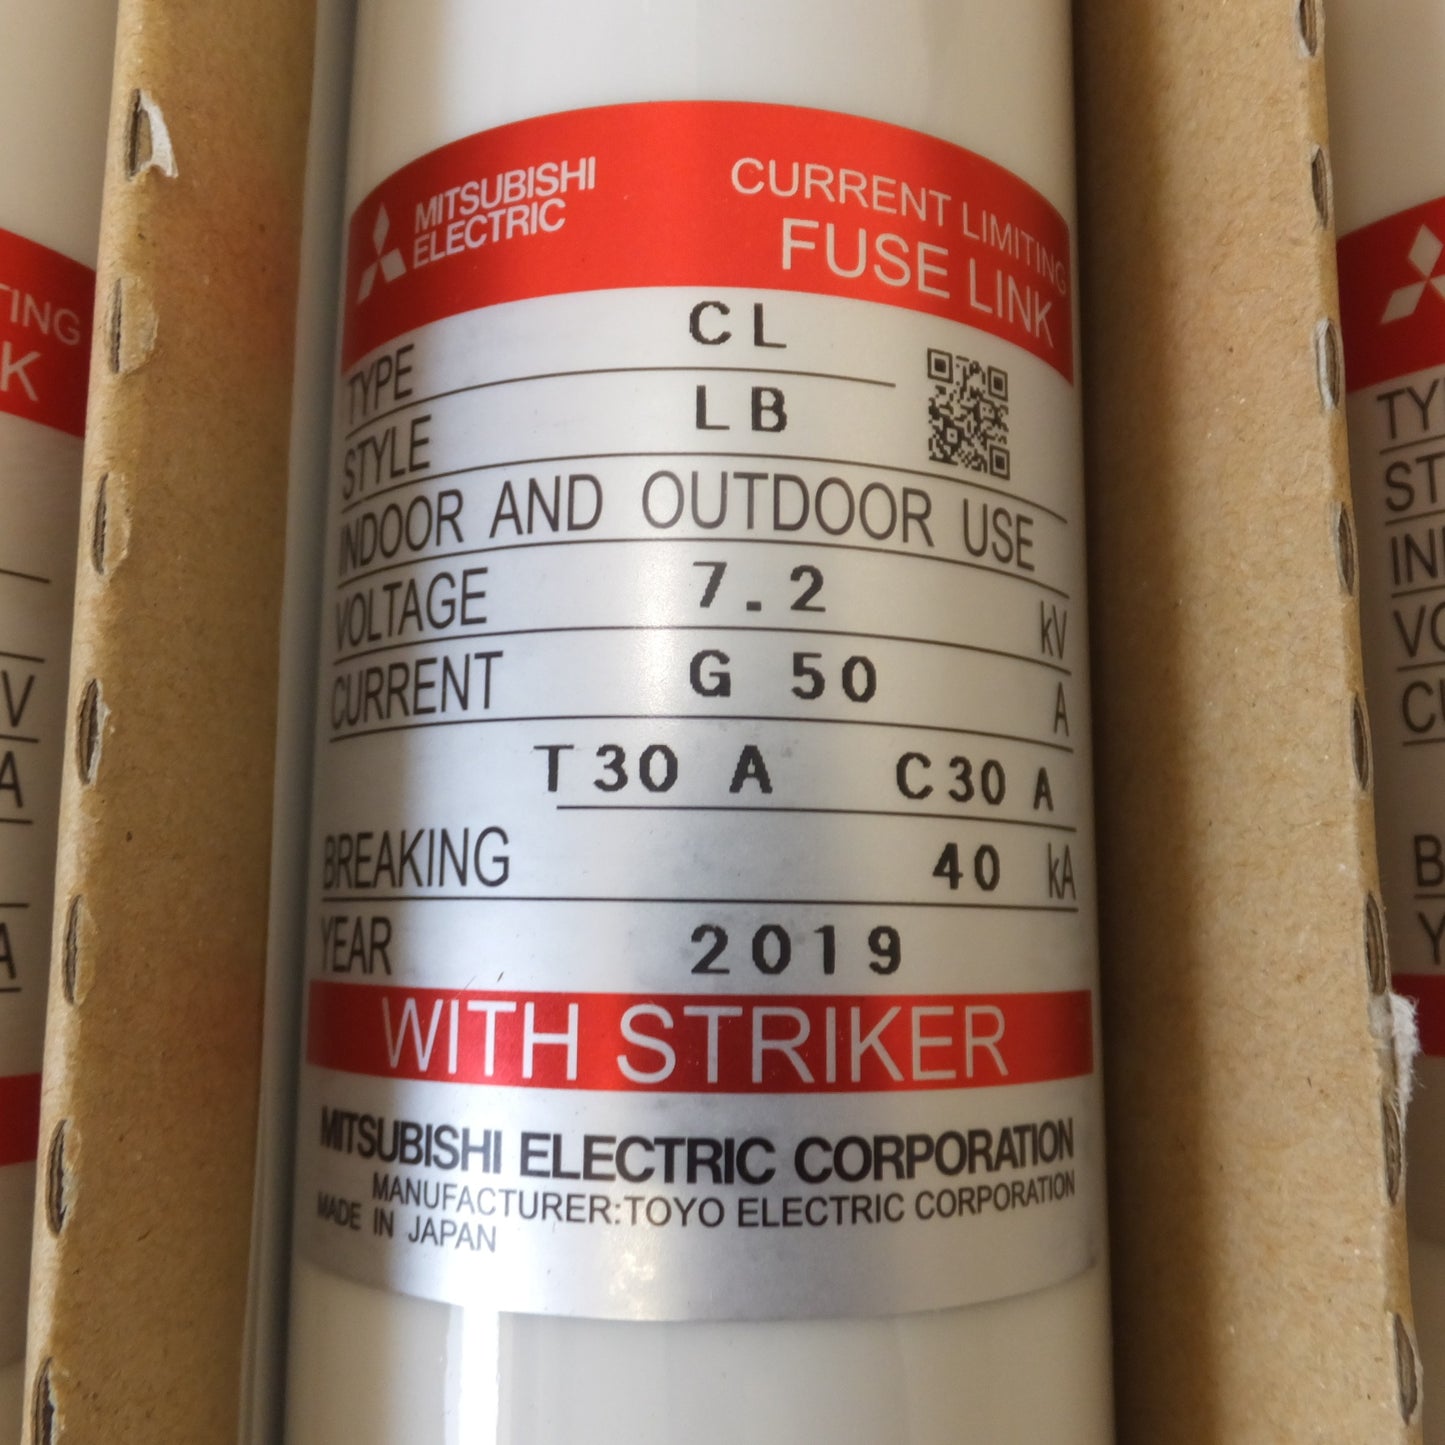 MITSUBISHI
ELECTRIC
CURRENT LIMITING
FUSE LINK
TYPE CL
STYLE LB
INDOOR AND OUTDOOR USE
VOLTAGE 7.2 kV
CURRENT G 50 A
T30 A C30 A
BREAKING 40 kA
YEAR 2019
WITH STRIKER
MITSUBISHI ELECTRIC CORPORATION
MANUFACTURER:TOYO ELECTRIC CORPORATION
MADE IN JAPAN